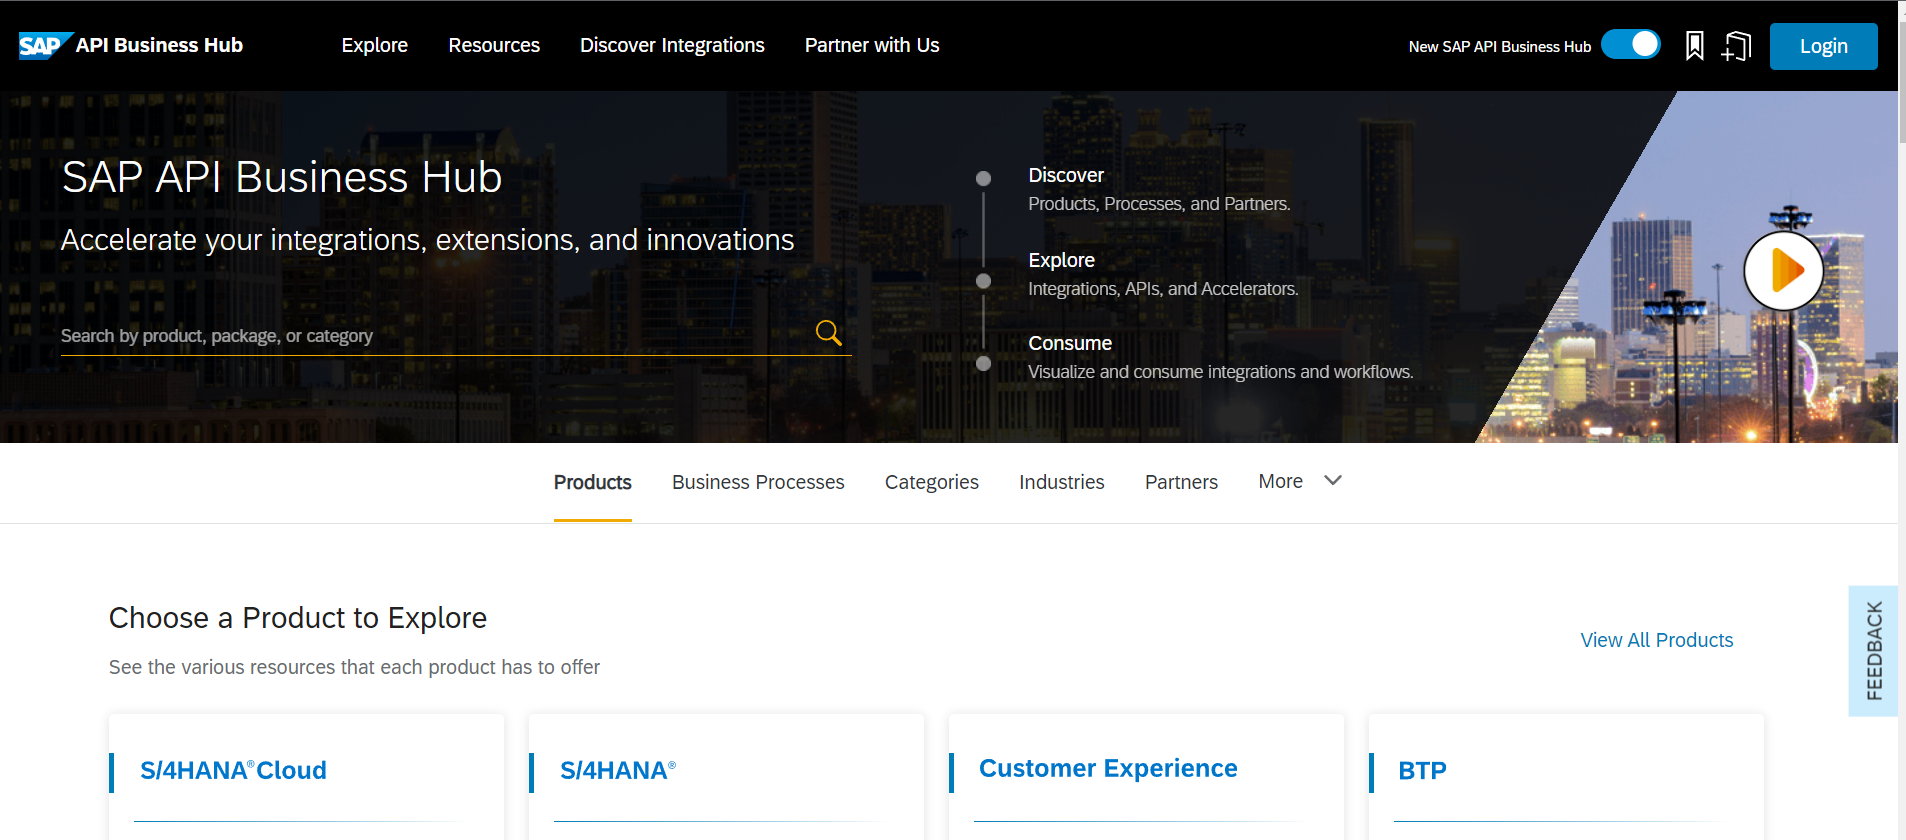 SAP API Business Hub
Explore
Resources
Discover Integrations
Partner with Us
New SAP API Business Hub
Login
SAP API Business Hub
Accelerate your integrations, extensions, and innovations
Search by product, package, or category
Discover
Products, Processes, and Partners.
Explore
Integrations, APIs, and Accelerators.
Consume
Visualize and consume integrations and workflows.
Products
Business Processes
Categories
Industries
Partners
More
Choose a Product to Explore
See the various resources that each product has to offer
View All Products
FEEDBACK
S/4HANA®Cloud
S/4HANA®
Customer Experience
BTP